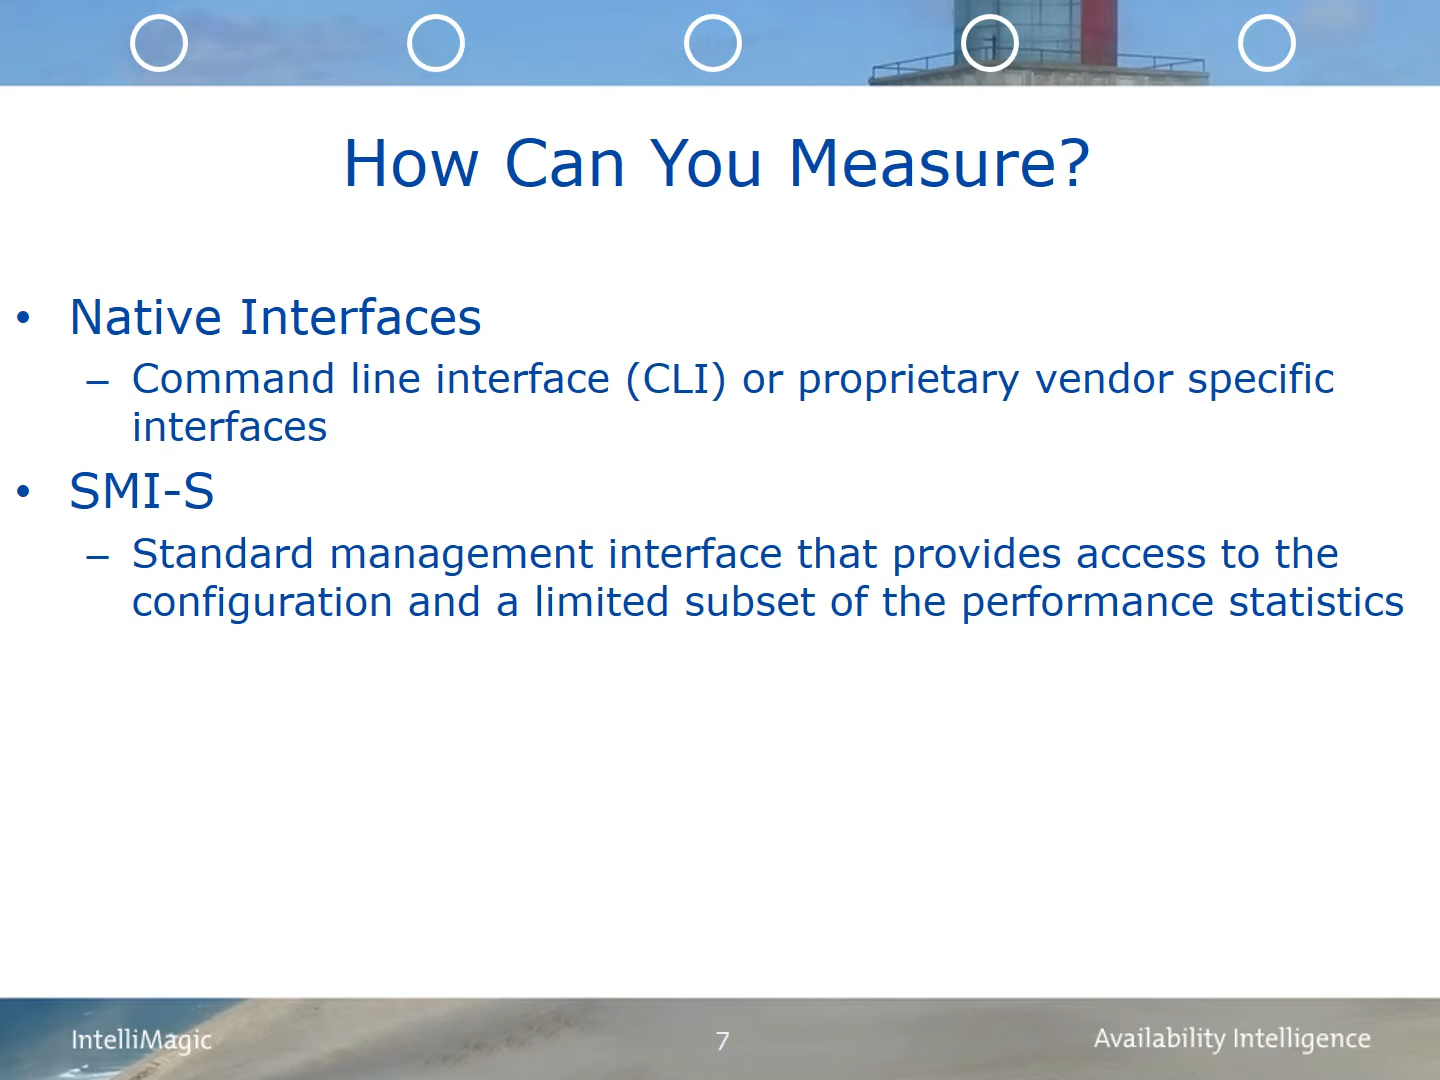 How Can You Measure?
• Native Interfaces
– Command line interface (CLI) or proprietary vendor specific
interfaces
• SMI-S
– Standard management interface that provides access to the
configuration and a limited subset of the performance statistics
IntelliMagic
7
Availability Intelligence